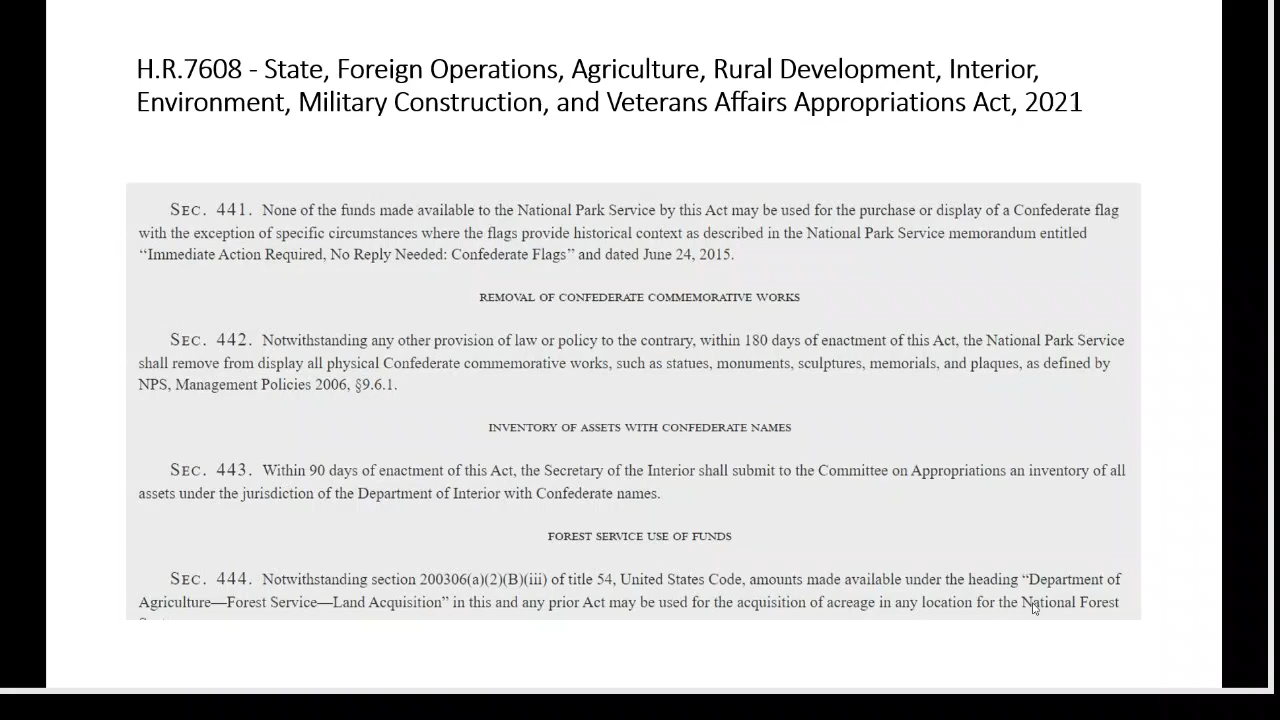 H.R.7608 - State, Foreign Operations, Agriculture, Rural Development, Interior,
Environment, Military Construction, and Veterans Affairs Appropriations Act, 2021
SEC. 441. None of the funds made available to the National Park Service by this Act may be used for the purchase or display of a Confederate flag
with the exception of specific circumstances where the flags provide historical context as described in the National Park Service memorandum entitled
“Immediate Action Required, No Reply Needed: Confederate Flags” and dated June 24, 2015.
REMOVAL OF CONFEDERATE COMMEMORATIVE WORKS
SEC. 442. Notwithstanding any other provision of law or policy to the contrary, within 180 days of enactment of this Act, the National Park Service
shall remove from display all physical Confederate commemorative works, such as statues, monuments, sculptures, memorials, and plaques, as defined by
NPS, Management Policies 2006, §9.6.1.
INVENTORY OF ASSETS WITH CONFEDERATE NAMES
SEC. 443. Within 90 days of enactment of this Act, the Secretary of the Interior shall submit to the Committee on Appropriations an inventory of all
assets under the jurisdiction of the Department of Interior with Confederate names.
FOREST SERVICE USE OF FUNDS
SEC. 444. Notwithstanding section 200306(a)(2)(B)(iii) of title 54, United States Code, amounts made available under the heading “Department of
Agriculture—Forest Service—Land Acquisition” in this and any prior Act may be used for the acquisition of acreage in any location for the National Forest